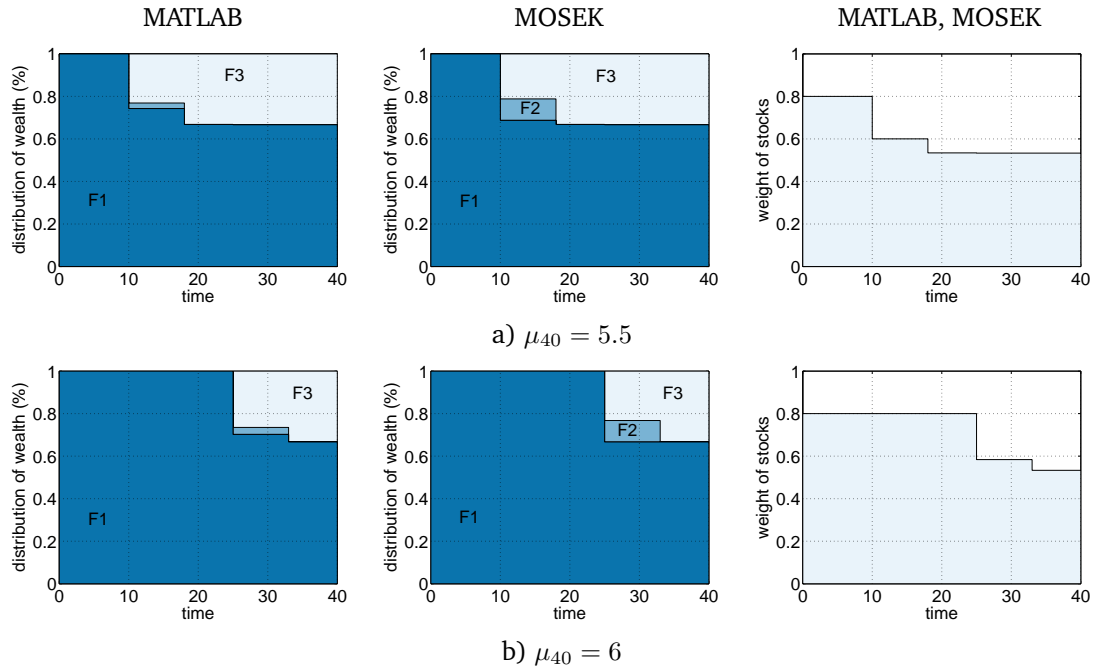 MATLAB MOSEK MATLAB, MOSEK
distribution of wealth (%)
1
0.8
0.6
0.4
0.2
0
F3
F1
0 10 20 30 40
time
distribution of wealth (%)
1
0.8
0.6
0.4
0.2
0
F3
F2
F1
0 10 20 30 40
time
weight of stocks
1
0.8
0.6
0.4
0.2
0
0 10 20 30 40
time
a) μ₄₀ = 5.5
distribution of wealth (%)
1
0.8
0.6
0.4
0.2
0
F3
F1
0 10 20 30 40
time
distribution of wealth (%)
1
0.8
0.6
0.4
0.2
0
F3
F2
F1
0 10 20 30 40
time
weight of stocks
1
0.8
0.6
0.4
0.2
0
0 10 20 30 40
time
b) μ₄₀ = 6